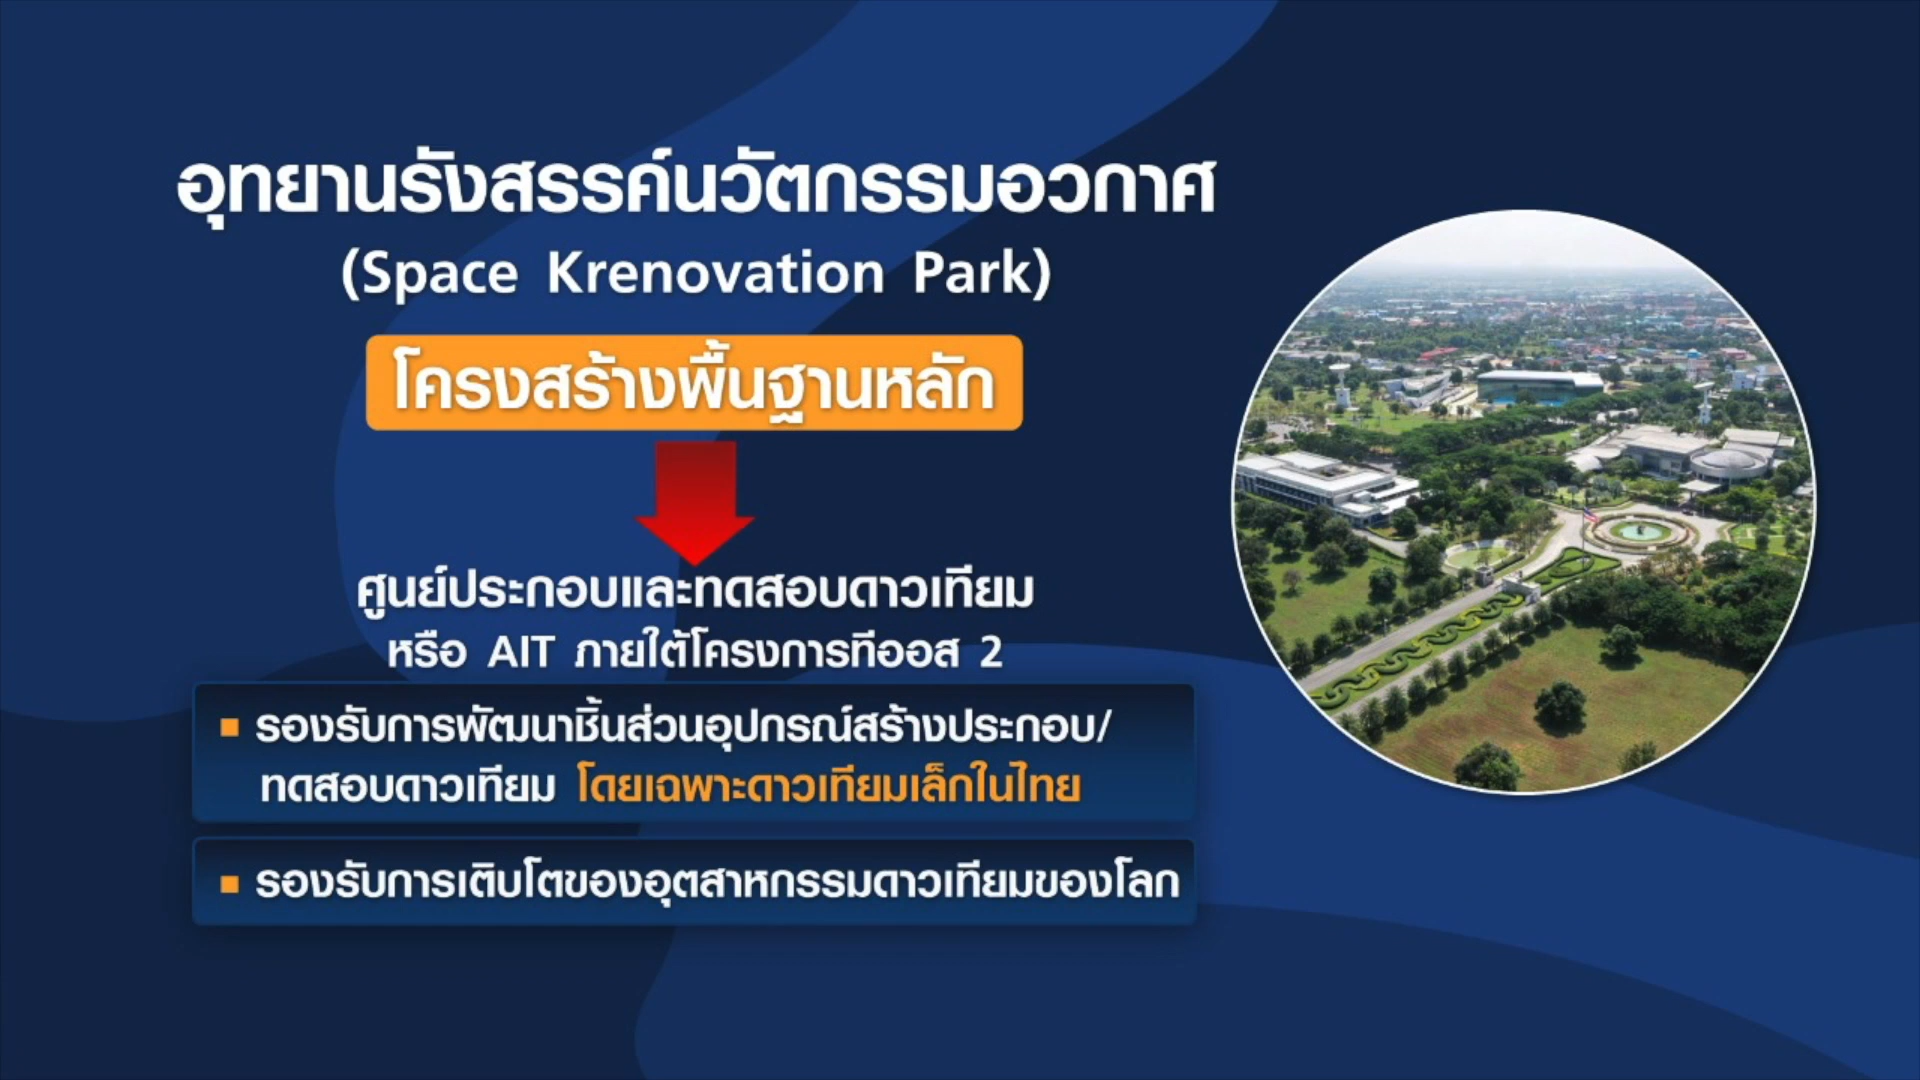 อุทยานรังสรรค์นวัตกรรมอวกาศ
(Space Krenovation Park)
โครงสร้างพื้นฐานหลัก
ศูนย์ประกอบและทดสอบดาวเทียม
หรือ AIT ภายใต้โครงการทีออส 2
▪ รองรับการพัฒนาชิ้นส่วนอุปกรณ์สร้างประกอบ/
ทดสอบดาวเทียม โดยเฉพาะดาวเทียมเล็กในไทย
▪ รองรับการเติบโตของอุตสาหกรรมดาวเทียมของโลก